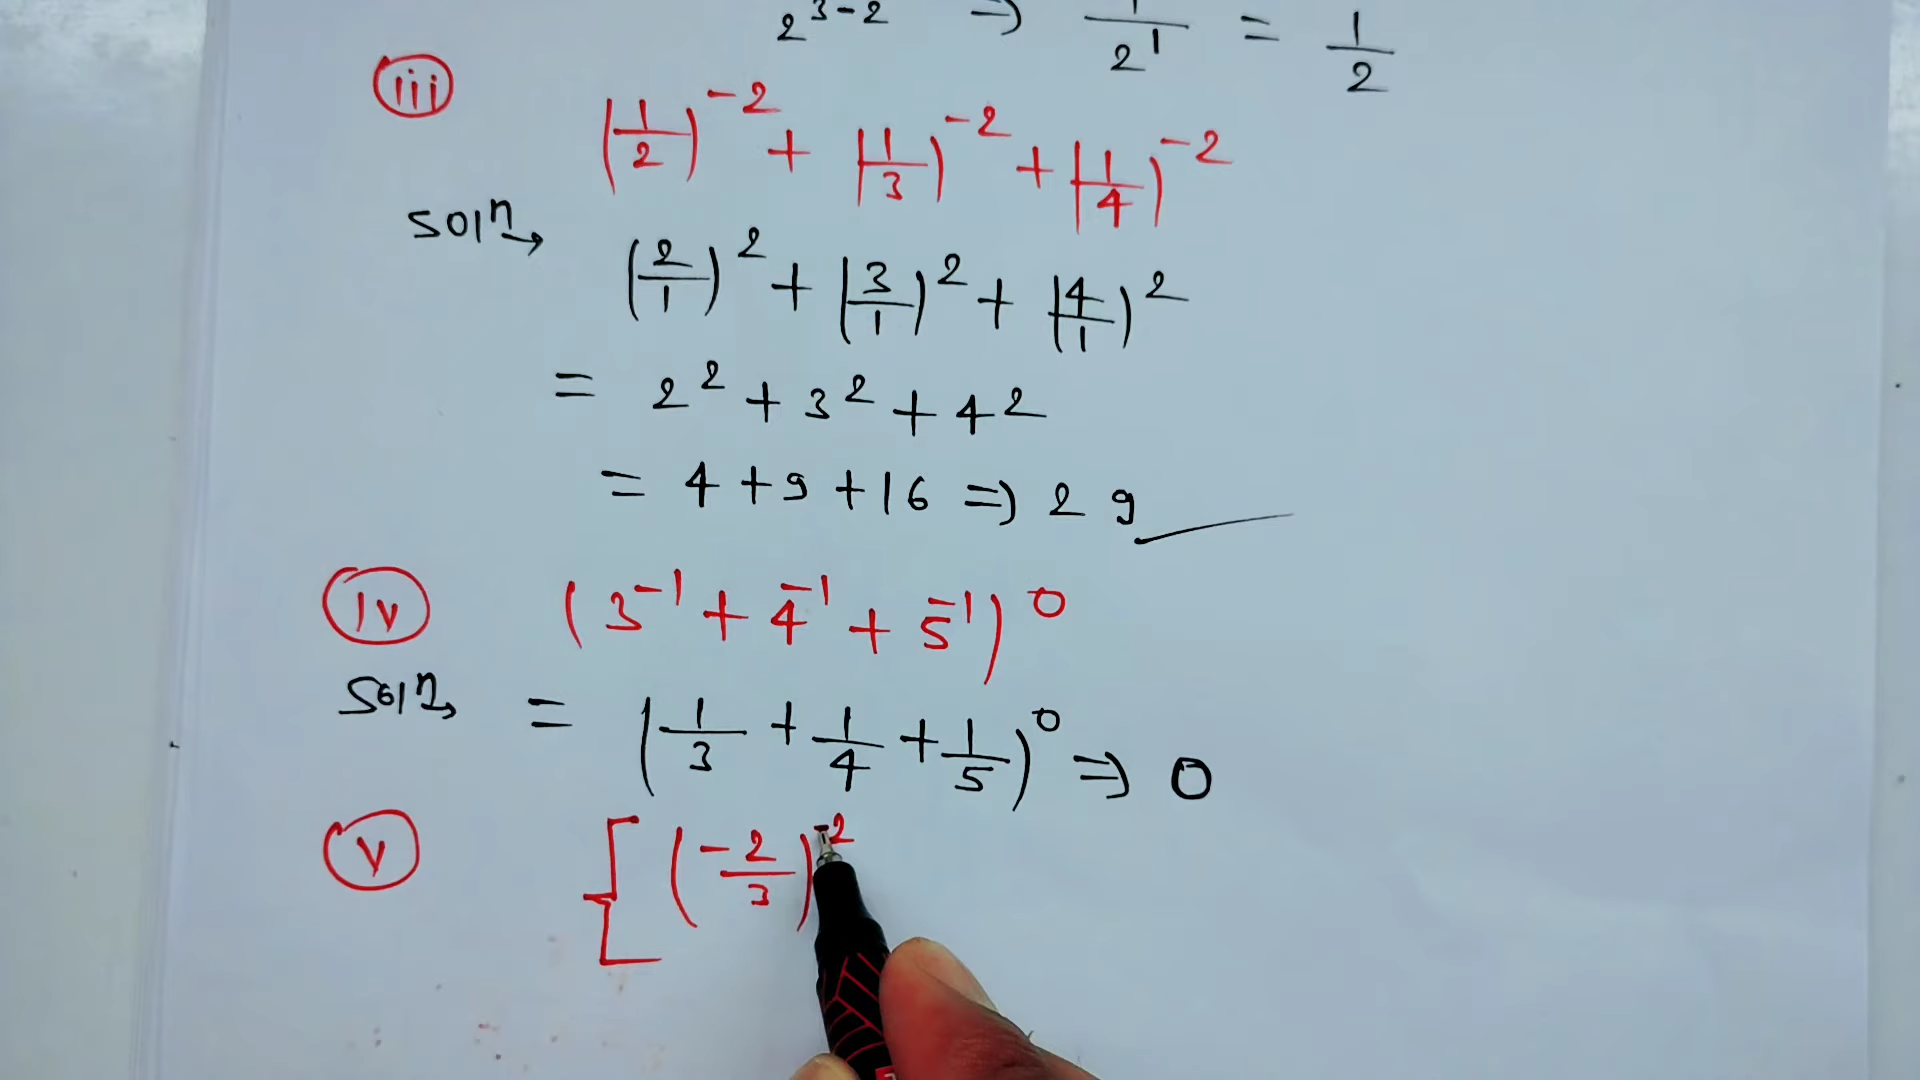 2^{3-2} ⇒ 1/2^1 = 1/2
iii (1/2)^{-2} + (1/3)^{-2} + (1/4)^{-2}
Soln→ (2/1)^2 + (3/1)^2 + (4/1)^2
= 2^2 + 3^2 + 4^2
= 4 + 9 + 16 ⇒ 29
iv (3^{-1} + 4^{-1} + 5^{-1})^0
Soln→ = (1/3 + 1/4 + 1/5)^0 ⇒ 0
v [(-2/3)^{-2}